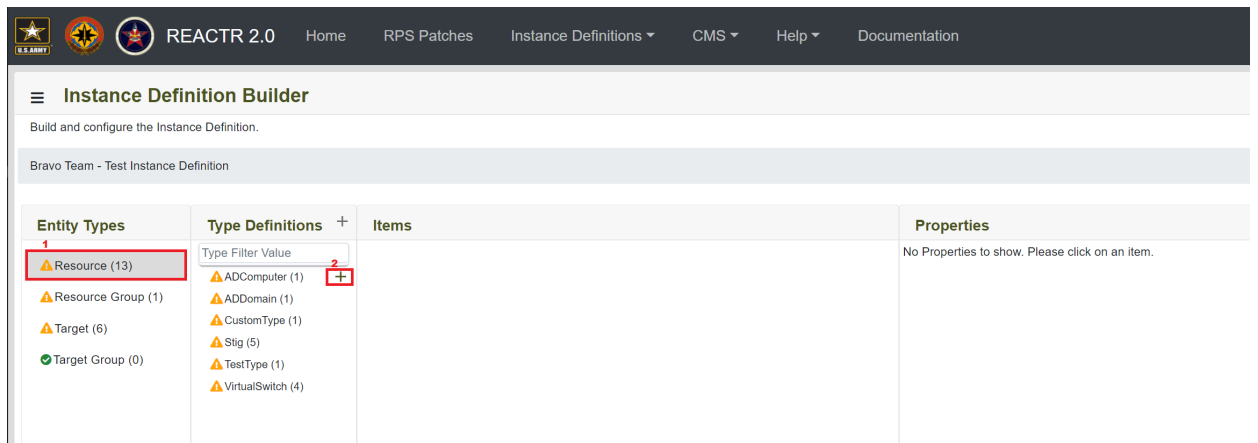 U.S.ARMY
REACTR 2.0 Home RPS Patches Instance Definitions CMS Help Documentation
Instance Definition Builder
Build and configure the Instance Definition.
Bravo Team - Test Instance Definition
Entity Types
1
Resource (13)
Resource Group (1)
Target (6)
Target Group (0)
Type Definitions +
Type Filter Value
2
ADComputer (1) +
ADDomain (1)
CustomType (1)
Stig (5)
TestType (1)
VirtualSwitch (4)
Items
Properties
No Properties to show. Please click on an item.